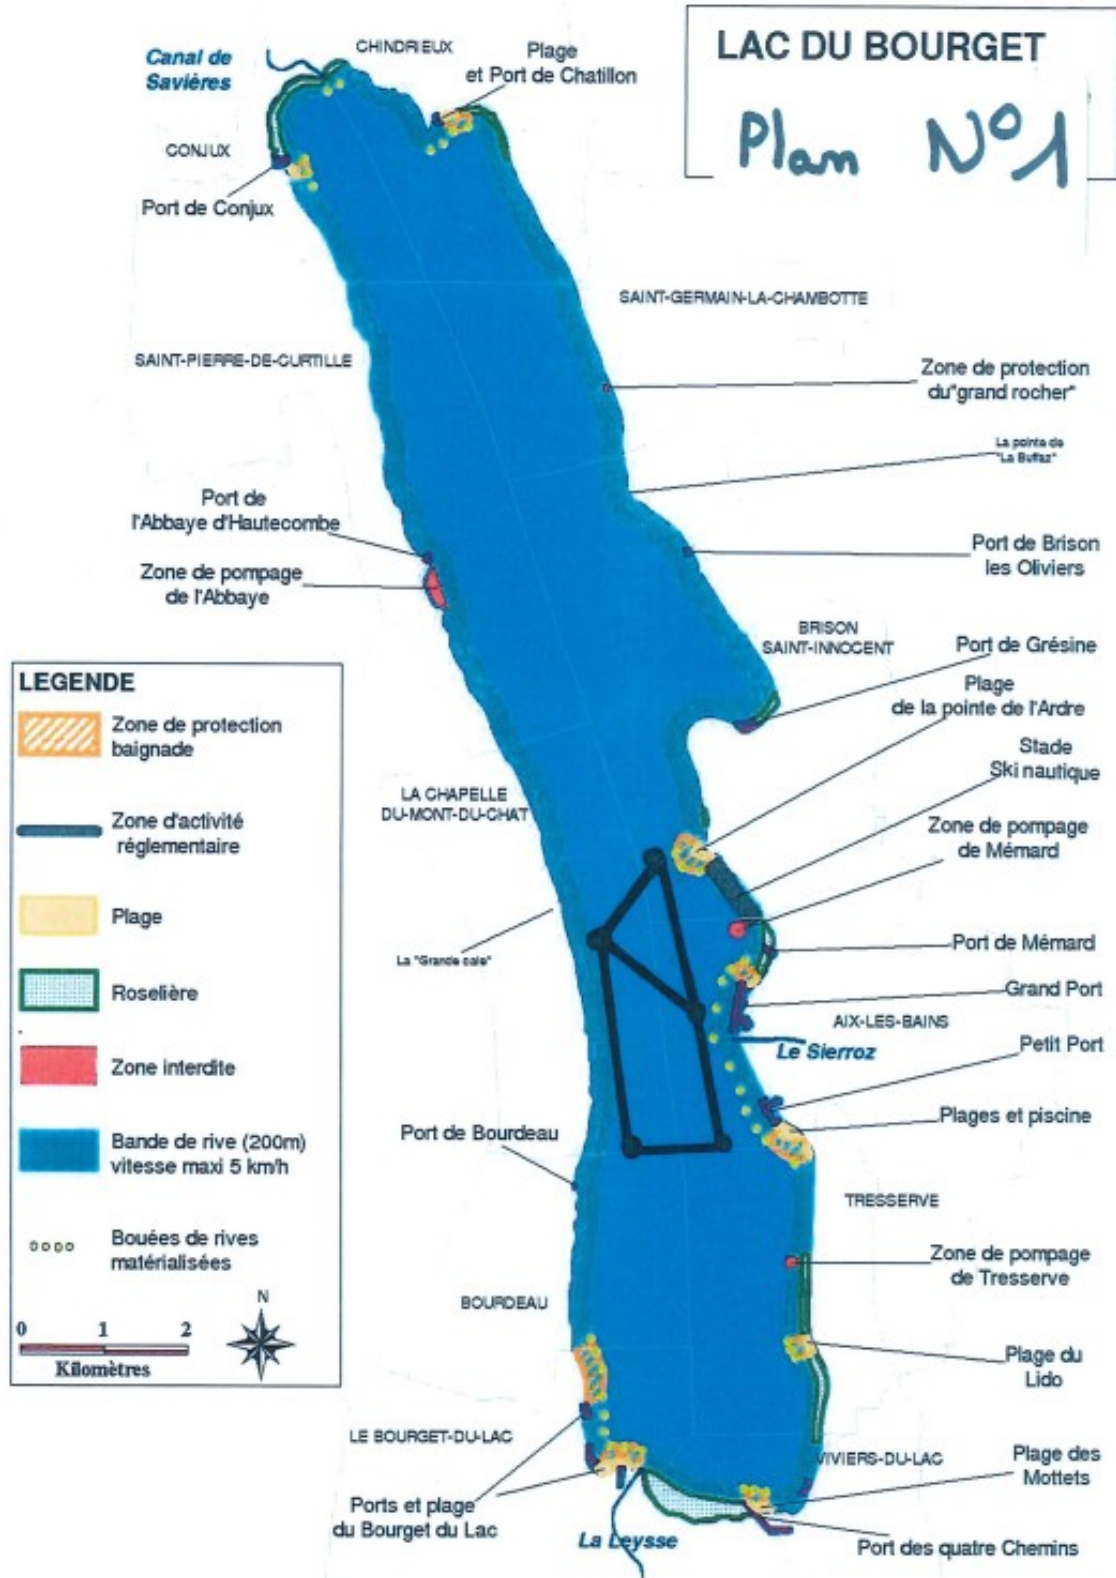 LAC DU BOURGET
Plan N°1
CHINDRIEUX
Canal de
Savières
Plage
et Port de Chatillon
CONJUX
Port de Conjux
SAINT-GERMAIN-LA-CHAMBOTTE
SAINT-PIERRE-DE-CURTILLE
Zone de protection
du"grand rocher"
La pointe de
"La Buffaz"
Port de
l'Abbaye d'Hautecombe
Zone de pompage
de l'Abbaye
Port de Brison
les Oliviers
BRISON
SAINT-INNOCENT
Port de Grésine
Plage
de la pointe de l'Ardre
Stade
Ski nautique
Zone de pompage
de Mémard
LA CHAPELLE
DU-MONT-DU-CHAT
La "Grande cale"
Port de Mémard
Grand Port
AIX-LES-BAINS
Le Sierroz
Petit Port
Plages et piscine
Port de Bourdeau
TRESSERVE
Zone de pompage
de Tresserve
BOURDEAU
Plage du
Lido
LE BOURGET-DU-LAC
VIVIERS-DU-LAC
Plage des
Mottets
Ports et plage
du Bourget du Lac
La Leysse
Port des quatre Chemins
LEGENDE
Zone de protection
baignade
Zone d'activité
réglementaire
Plage
Roselière
Zone interdite
Bande de rive (200m)
vitesse maxi 5 km/h
Bouées de rives
matérialisées
N
0 1 2
Kilomètres